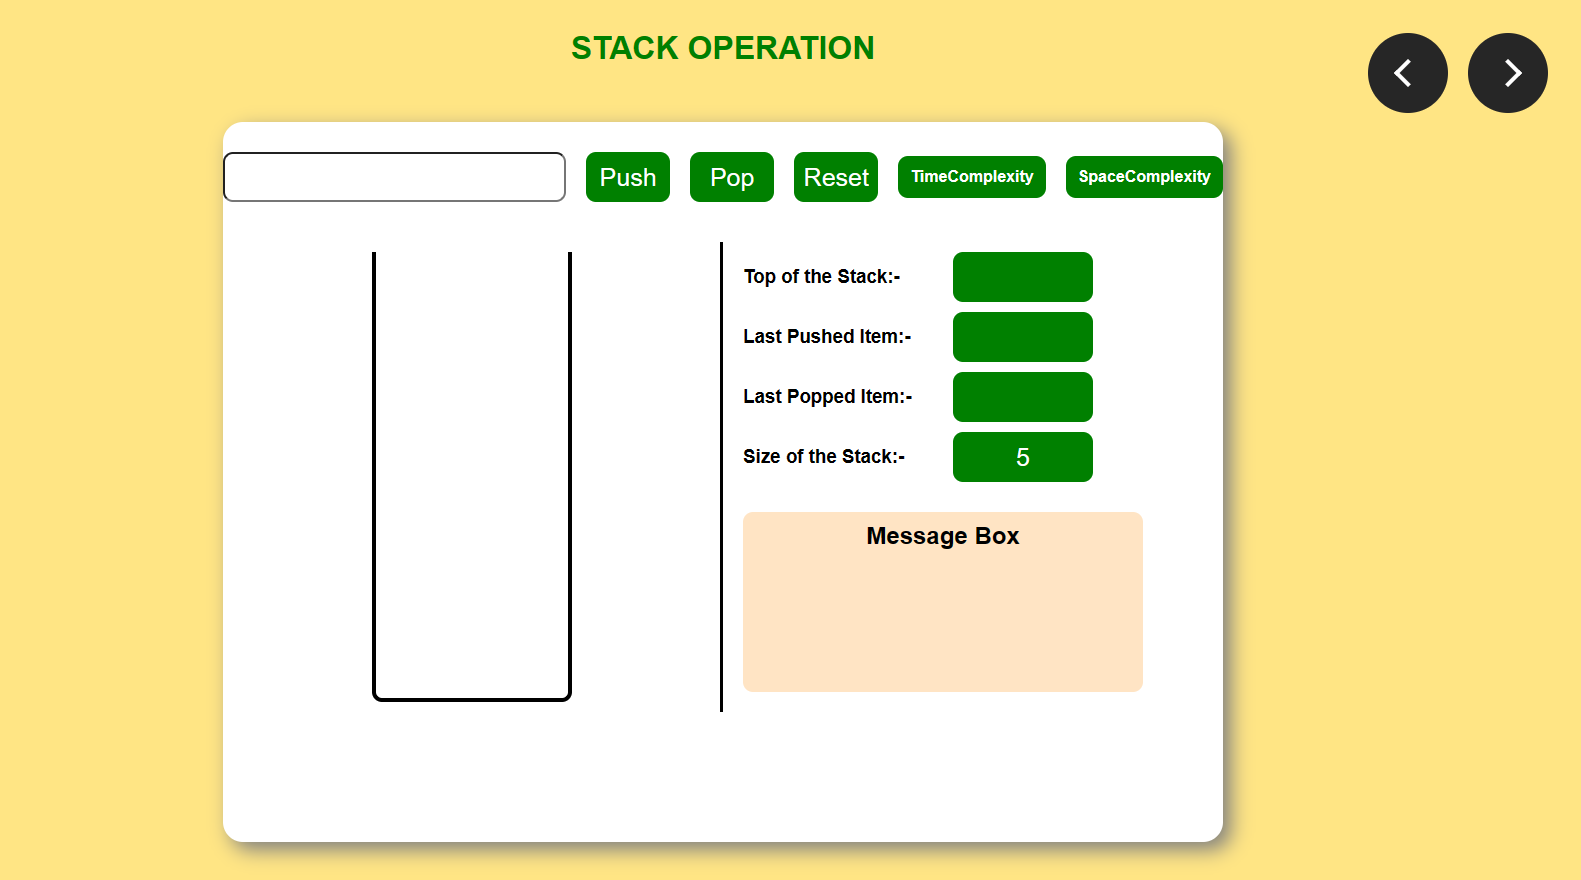 STACK OPERATION
Push Pop Reset TimeComplexity SpaceComplexity
Top of the Stack:-
Last Pushed Item:-
Last Popped Item:-
Size of the Stack:- 5
Message Box